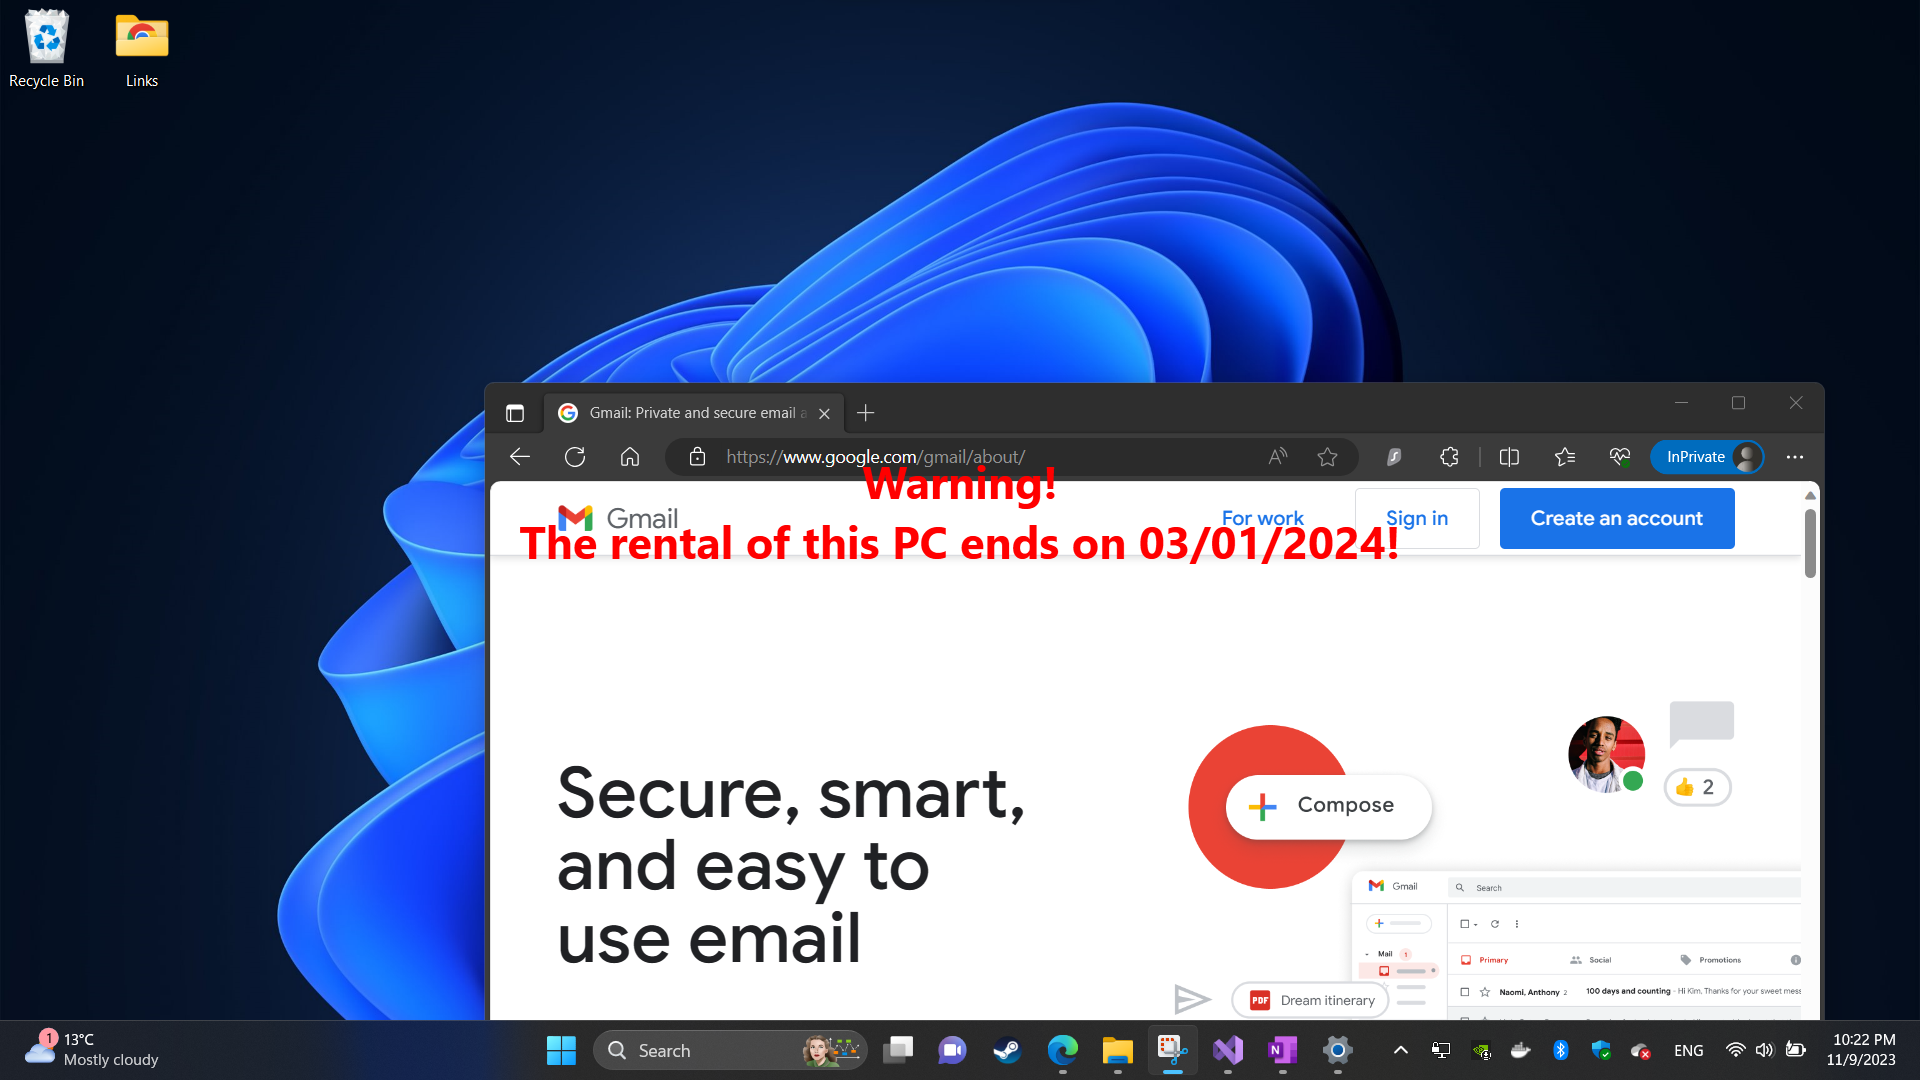 Recycle Bin
Links
Gmail: Private and secure email a
https://www.google.com/gmail/about/
InPrivate
Warning!
Gmail
For work
Sign in
Create an account
The rental of this PC ends on 03/01/2024!
Secure, smart,
and easy to
use email
Compose
👍 2
Gmail
Search
Mail
1
Primary
Social
Promotions
Naomi, Anthony 2
100 days and counting - Hi Kim. Thanks for your sweet mess
PDF
Dream itinerary
1
13°C
Mostly cloudy
Search
ENG
10:22 PM
11/9/2023